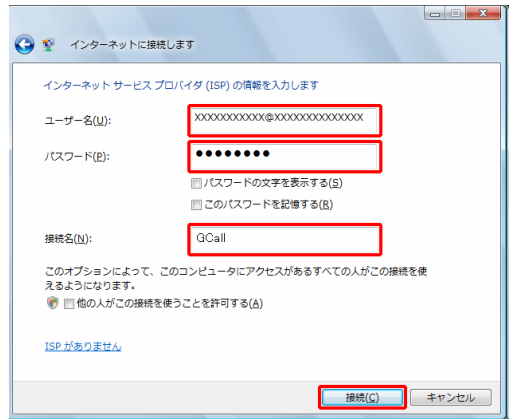 インターネットに接続します
インターネット サービス プロバイダ (ISP) の情報を入力します
ユーザー名(U):
XXXXXXXXXXX@XXXXXXXXXXXXXX
パスワード(P):
●●●●●●●●
パスワードの文字を表示する(S)
このパスワードを記憶する(R)
接続名(N):
GCall
このオプションによって、このコンピュータにアクセスがあるすべての人がこの接続を使
えるようになります。
他の人がこの接続を使うことを許可する(A)
ISP がありません
接続(C)
キャンセル